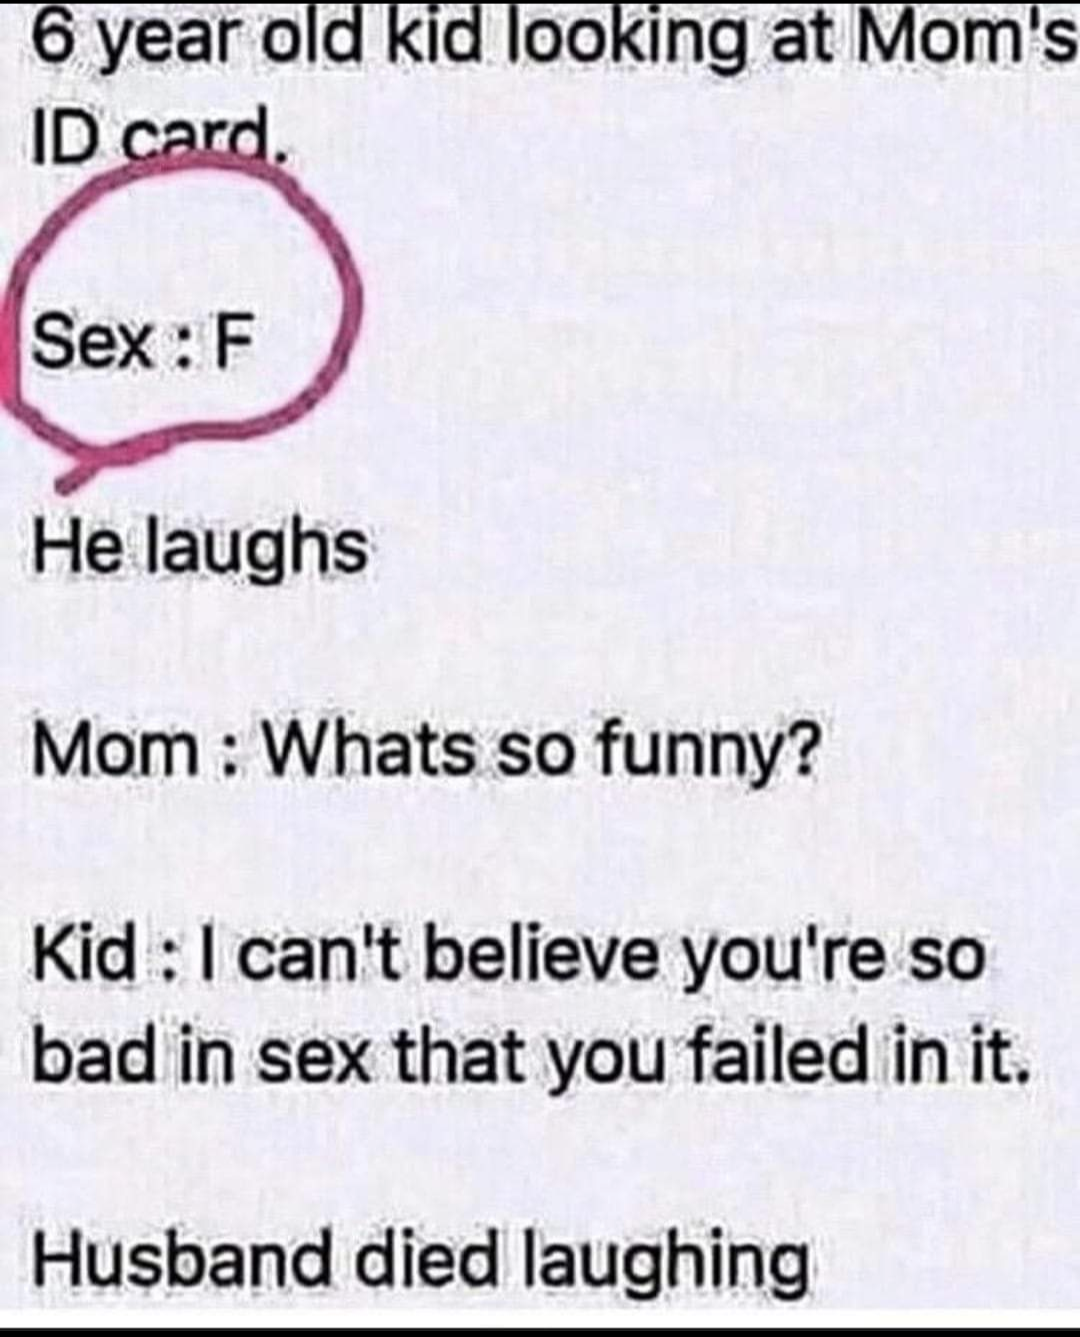 6 year old kid looking at Mom's
ID card.
Sex : F
He laughs
Mom : Whats so funny?
Kid : I can't believe you're so
bad in sex that you failed in it.
Husband died laughing